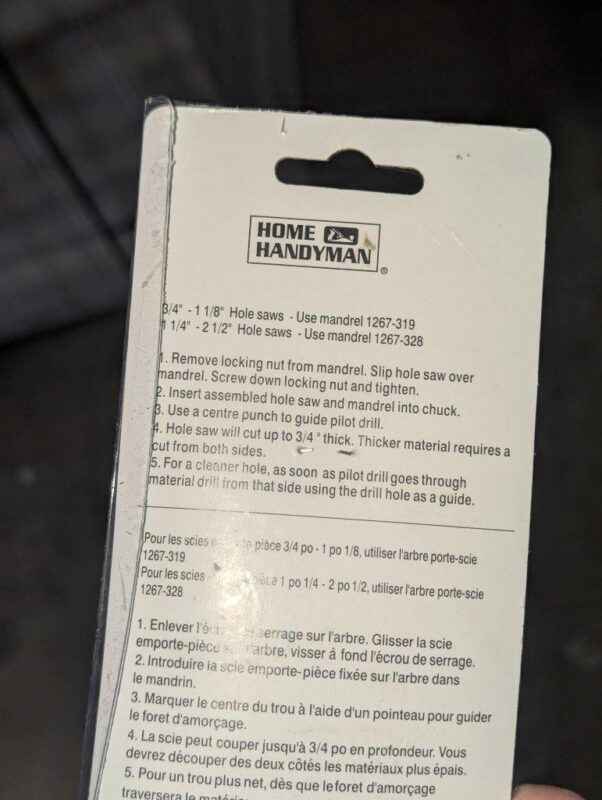 HOME
HANDYMAN
®
3/4" - 1 1/8" Hole saws - Use mandrel 1267-319
1 1/4" - 2 1/2" Hole saws - Use mandrel 1267-328
1. Remove locking nut from mandrel. Slip hole saw over
mandrel. Screw down locking nut and tighten.
2. Insert assembled hole saw and mandrel into chuck.
3. Use a centre punch to guide pilot drill.
4. Hole saw will cut up to 3/4 " thick. Thicker material requires a
cut from both sides.
5. For a cleaner hole, as soon as pilot drill goes through
material drill from that side using the drill hole as a guide.
Pour les scies pièce 3/4 po - 1 po 1/8, utiliser l'arbre porte-scie
1267-319
Pour les scies 1 po 1/4 - 2 po 1/2, utiliser l'arbre porte-scie
1267-328
1. Enlever serrage sur l'arbre. Glisser la scie
emporte-pièce l'arbre, visser à fond l'écrou de serrage.
2. Introduire la scie emporte-pièce fixée sur l'arbre dans
le mandrin.
3. Marquer le centre du trou à l'aide d'un pointeau pour guider
le foret d'amorçage.
4. La scie peut couper jusqu'à 3/4 po en profondeur. Vous
devrez découper des deux côtés les matériaux plus épais.
5. Pour un trou plus net, dès que le foret d'amorçage
traversera le